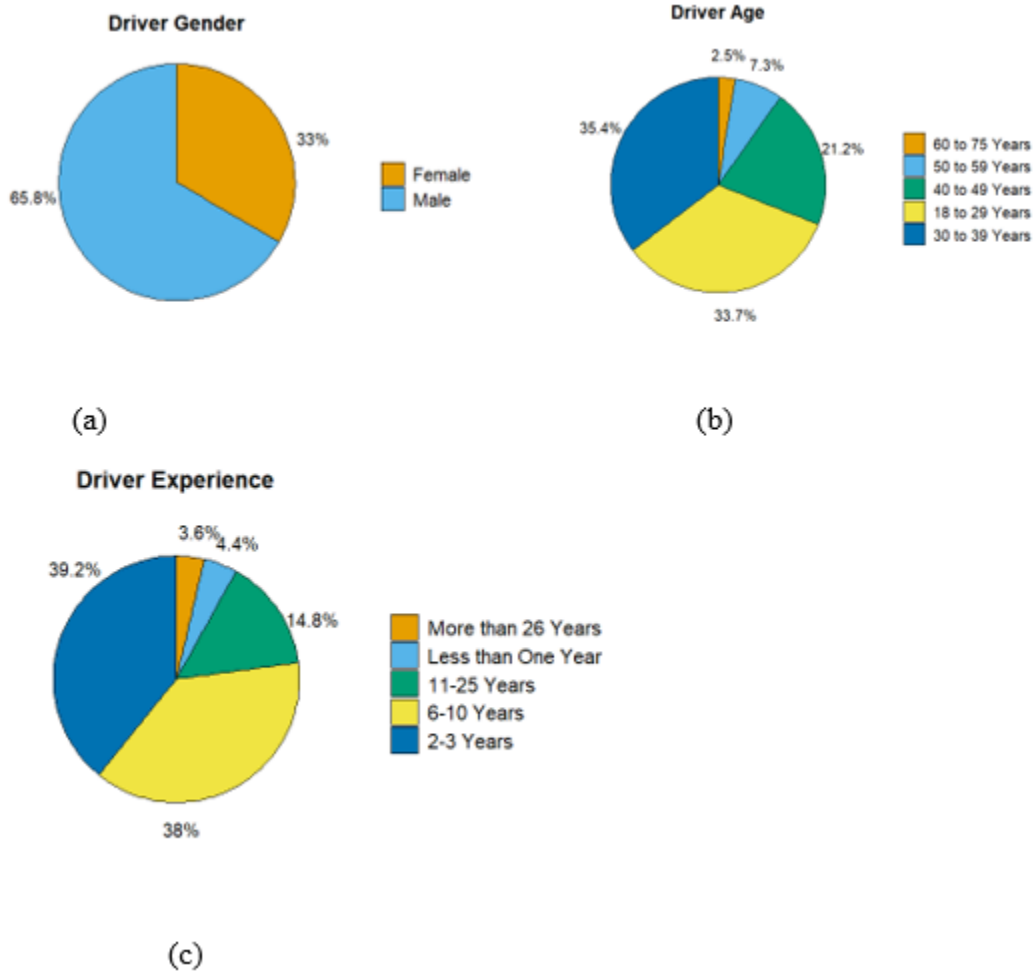 Driver Gender
33%
65.8%
Female
Male
(a)
Driver Age
2.5%
7.3%
35.4%
21.2%
33.7%
60 to 75 Years
50 to 59 Years
40 to 49 Years
18 to 29 Years
30 to 39 Years
(b)
Driver Experience
3.6%
4.4%
39.2%
14.8%
38%
More than 26 Years
Less than One Year
11-25 Years
6-10 Years
2-3 Years
(c)